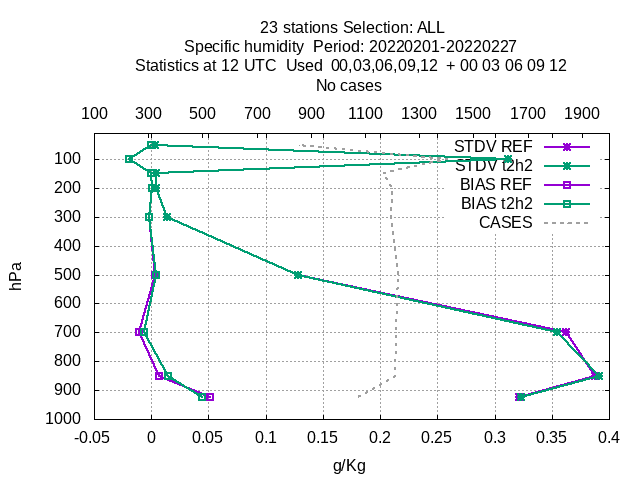 23 stations Selection: ALL
Specific humidity  Period: 20220201-20220227
Statistics at 12 UTC  Used  00,03,06,09,12  + 00 03 06 09 12
No cases
100 300 500 700 900 1100 1300 1500 1700 1900
STDV REF
STDV t2h2
BIAS REF
BIAS t2h2
CASES
hPa
100
200
300
400
500
600
700
800
900
1000
-0.05 0 0.05 0.1 0.15 0.2 0.25 0.3 0.35 0.4
g/Kg